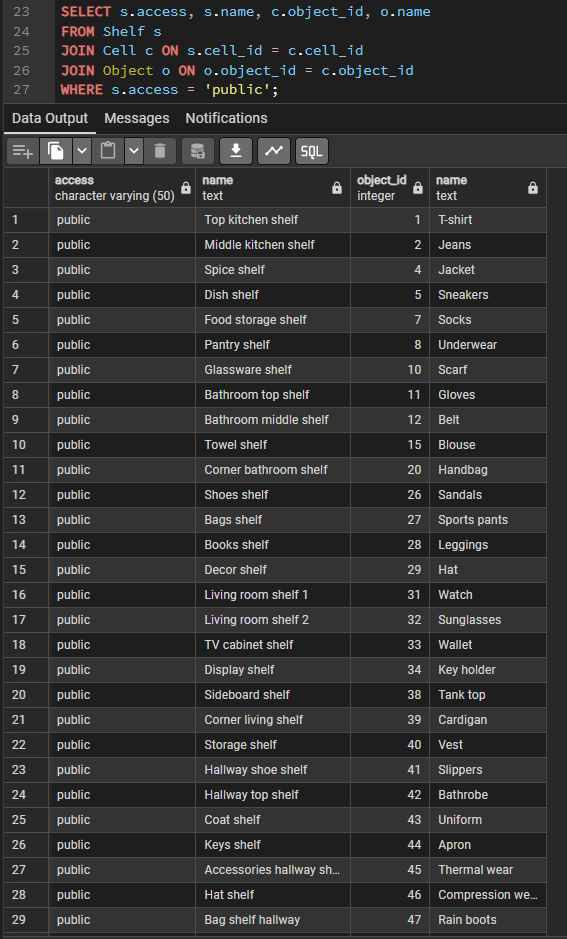 23 SELECT s.access, s.name, c.object_id, o.name
24 FROM Shelf s
25 JOIN Cell c ON s.cell_id = c.cell_id
26 JOIN Object o ON o.object_id = c.object_id
27 WHERE s.access = 'public';
Data Output Messages Notifications
SQL
access name object_id name
character varying (50) text integer text
1 public Top kitchen shelf 1 T-shirt
2 public Middle kitchen shelf 2 Jeans
3 public Spice shelf 4 Jacket
4 public Dish shelf 5 Sneakers
5 public Food storage shelf 7 Socks
6 public Pantry shelf 8 Underwear
7 public Glassware shelf 10 Scarf
8 public Bathroom top shelf 11 Gloves
9 public Bathroom middle shelf 12 Belt
10 public Towel shelf 15 Blouse
11 public Corner bathroom shelf 20 Handbag
12 public Shoes shelf 26 Sandals
13 public Bags shelf 27 Sports pants
14 public Books shelf 28 Leggings
15 public Decor shelf 29 Hat
16 public Living room shelf 1 31 Watch
17 public Living room shelf 2 32 Sunglasses
18 public TV cabinet shelf 33 Wallet
19 public Display shelf 34 Key holder
20 public Sideboard shelf 38 Tank top
21 public Corner living shelf 39 Cardigan
22 public Storage shelf 40 Vest
23 public Hallway shoe shelf 41 Slippers
24 public Hallway top shelf 42 Bathrobe
25 public Coat shelf 43 Uniform
26 public Keys shelf 44 Apron
27 public Accessories hallway sh... 45 Thermal wear
28 public Hat shelf 46 Compression we...
29 public Bag shelf hallway 47 Rain boots